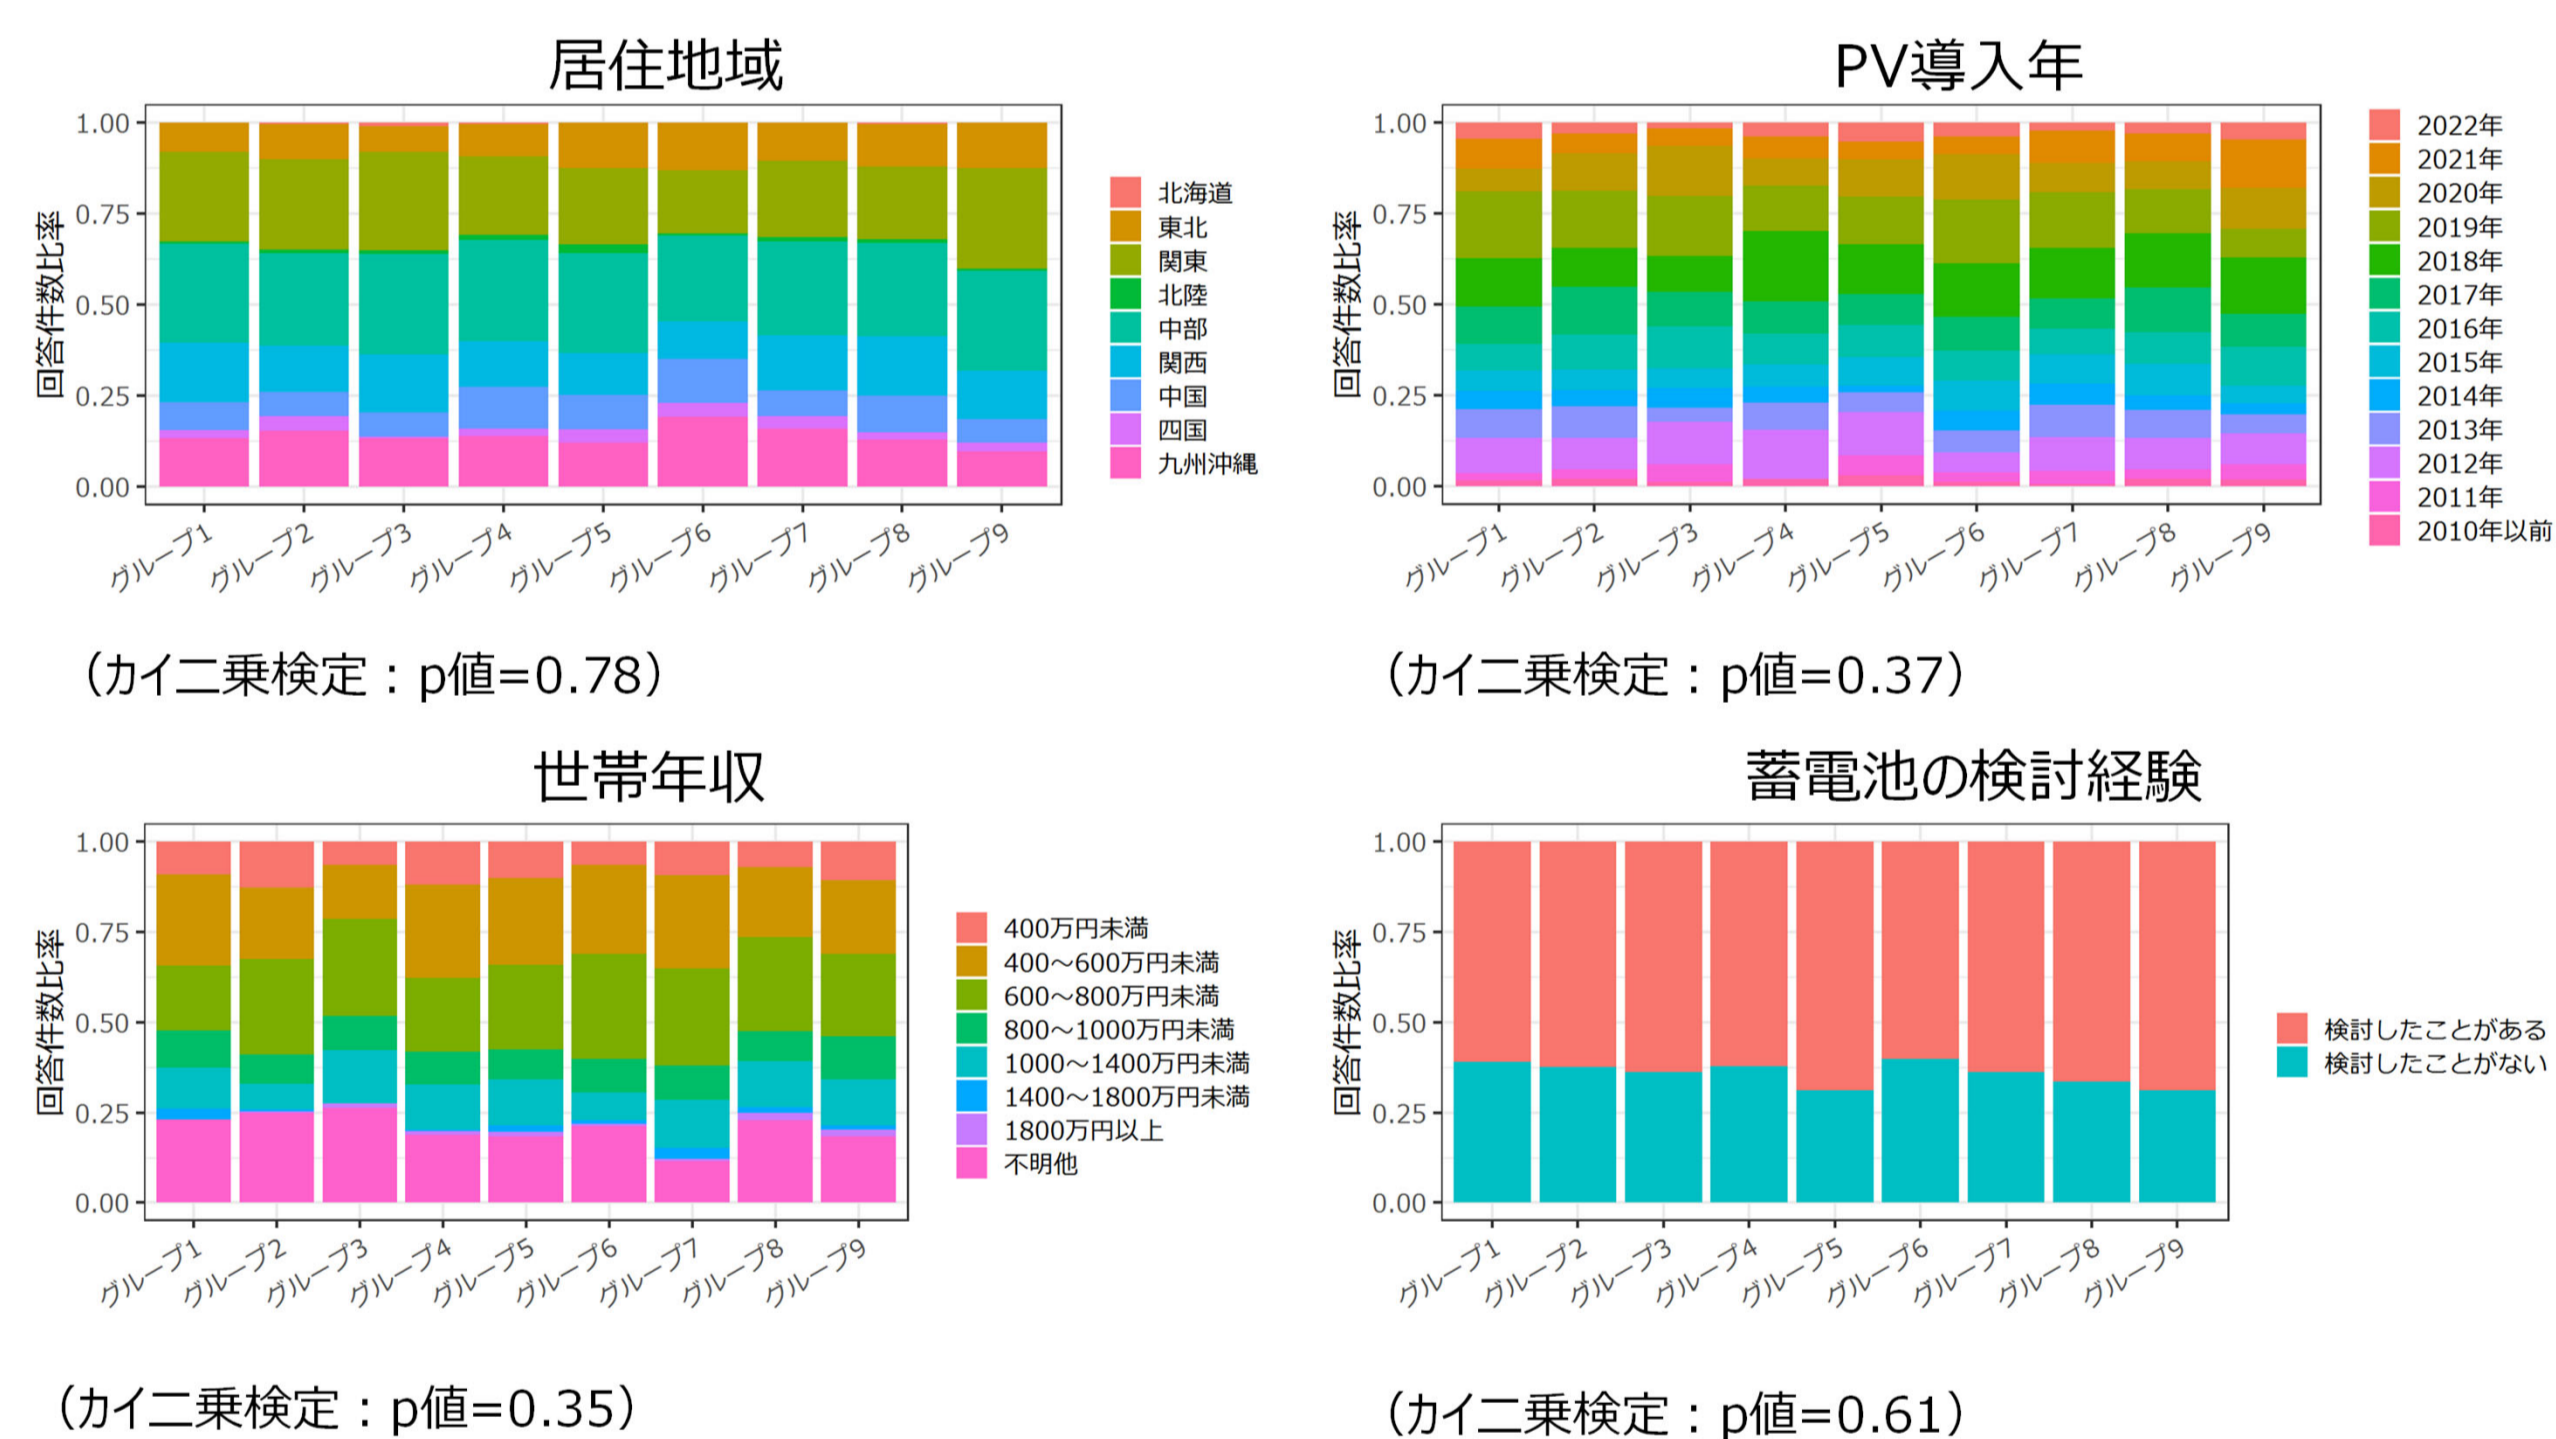 居住地域
回答件数比率
1.00
0.75
0.50
0.25
0.00
グループ1
グループ2
グループ3
グループ4
グループ5
グループ6
グループ7
グループ8
グループ9
北海道
東北
関東
北陸
中部
関西
中国
四国
九州沖縄
（カイ二乗検定：p値=0.78）
PV導入年
回答件数比率
1.00
0.75
0.50
0.25
0.00
グループ1
グループ2
グループ3
グループ4
グループ5
グループ6
グループ7
グループ8
グループ9
2022年
2021年
2020年
2019年
2018年
2017年
2016年
2015年
2014年
2013年
2012年
2011年
2010年以前
（カイ二乗検定：p値=0.37）
世帯年収
回答件数比率
1.00
0.75
0.50
0.25
0.00
グループ1
グループ2
グループ3
グループ4
グループ5
グループ6
グループ7
グループ8
グループ9
400万円未満
400～600万円未満
600～800万円未満
800～1000万円未満
1000～1400万円未満
1400～1800万円未満
1800万円以上
不明他
（カイ二乗検定：p値=0.35）
蓄電池の検討経験
回答件数比率
1.00
0.75
0.50
0.25
0.00
グループ1
グループ2
グループ3
グループ4
グループ5
グループ6
グループ7
グループ8
グループ9
検討したことがある
検討したことがない
（カイ二乗検定：p値=0.61）